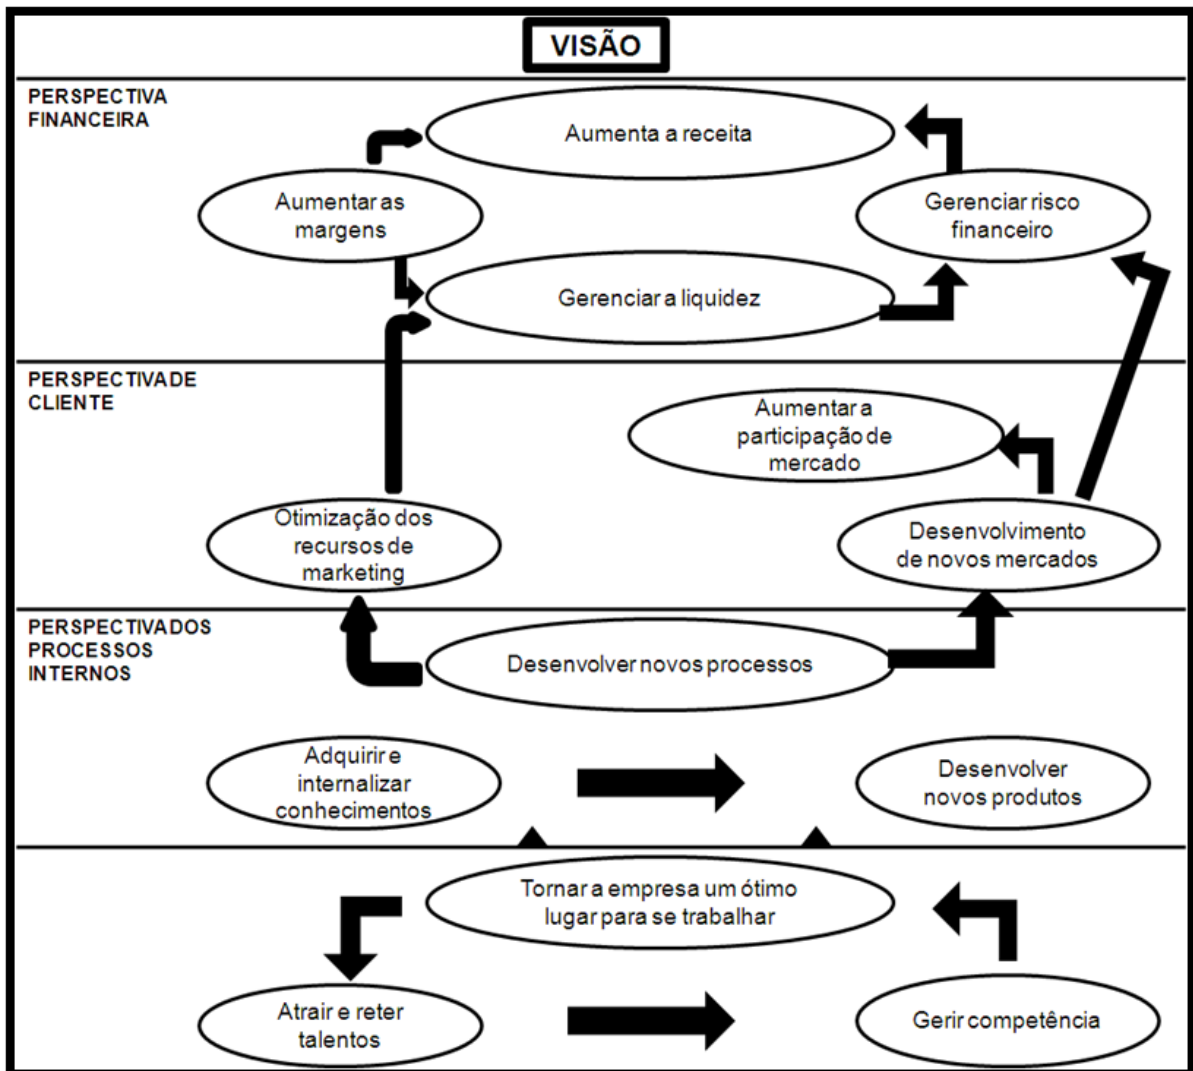 VISÃO
PERSPECTIVA
FINANCEIRA
Aumenta a receita
Aumentar as
margens
Gerenciar risco
financeiro
Gerenciar a liquidez
PERSPECTIVA DE
CLIENTE
Aumentar a
participação de
mercado
Otimização dos
recursos de
marketing
Desenvolvimento
de novos mercados
PERSPECTIVA DOS
PROCESSOS
INTERNOS
Desenvolver novos processos
Adquirir e
internalizar
conhecimentos
Desenvolver
novos produtos
Tornar a empresa um ótimo
lugar para se trabalhar
Atrair e reter
talentos
Gerir competência